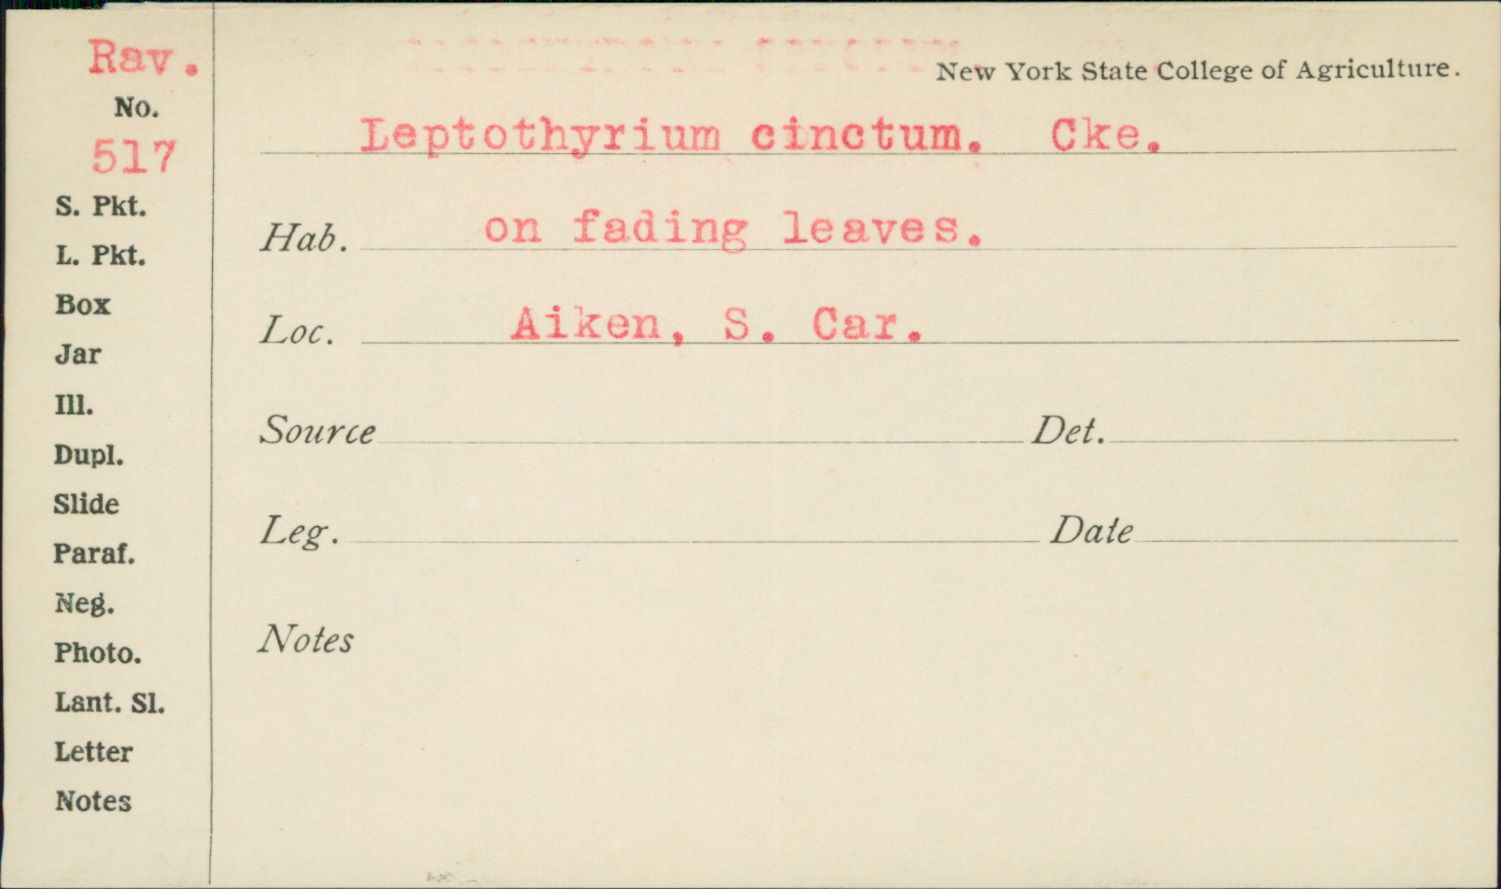 Rav.
No.
517
S. Pkt.
L. Pkt.
Box
Jar
Ill.
Dupl.
Slide
Paraf.
Neg.
Photo.
Lant. Sl.
Letter
Notes
New York State College of Agriculture.
Leptothyrium cinctum. Cke.
Hab. on fading leaves.
Loc. Aiken, S. Car.
Source Det.
Leg. Date
Notes